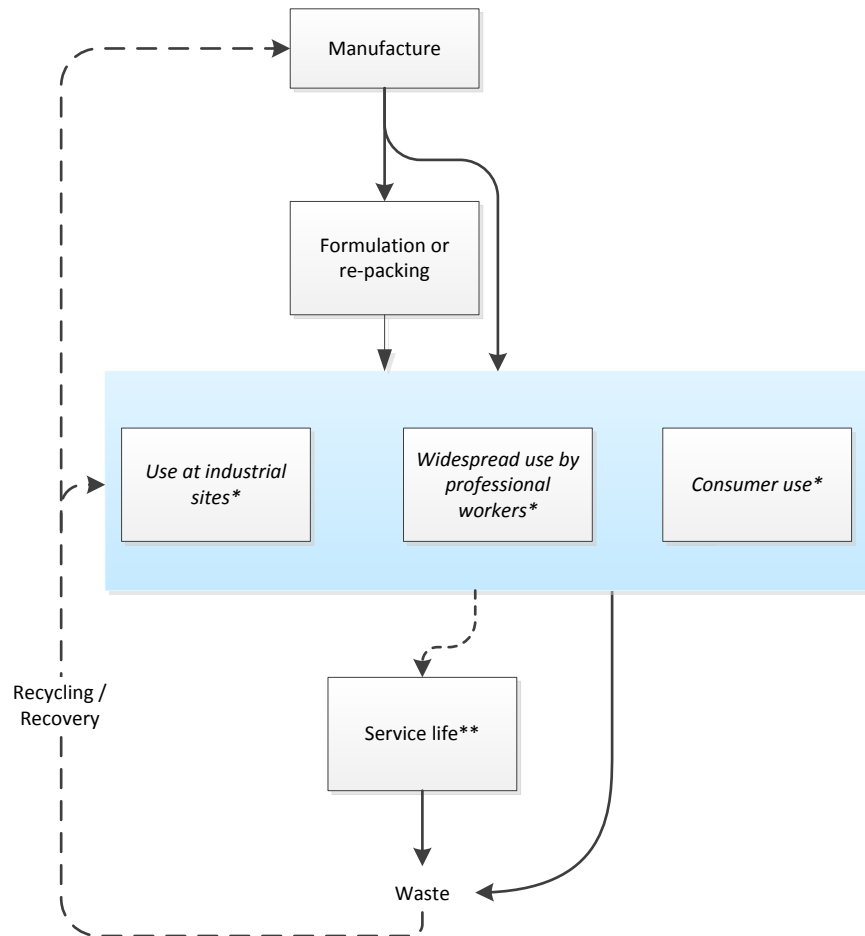 Manufacture
Formulation or
re-packing
Use at industrial
sites*
Widespread use by
professional
workers*
Consumer use*
Recycling /
Recovery
Service life**
Waste